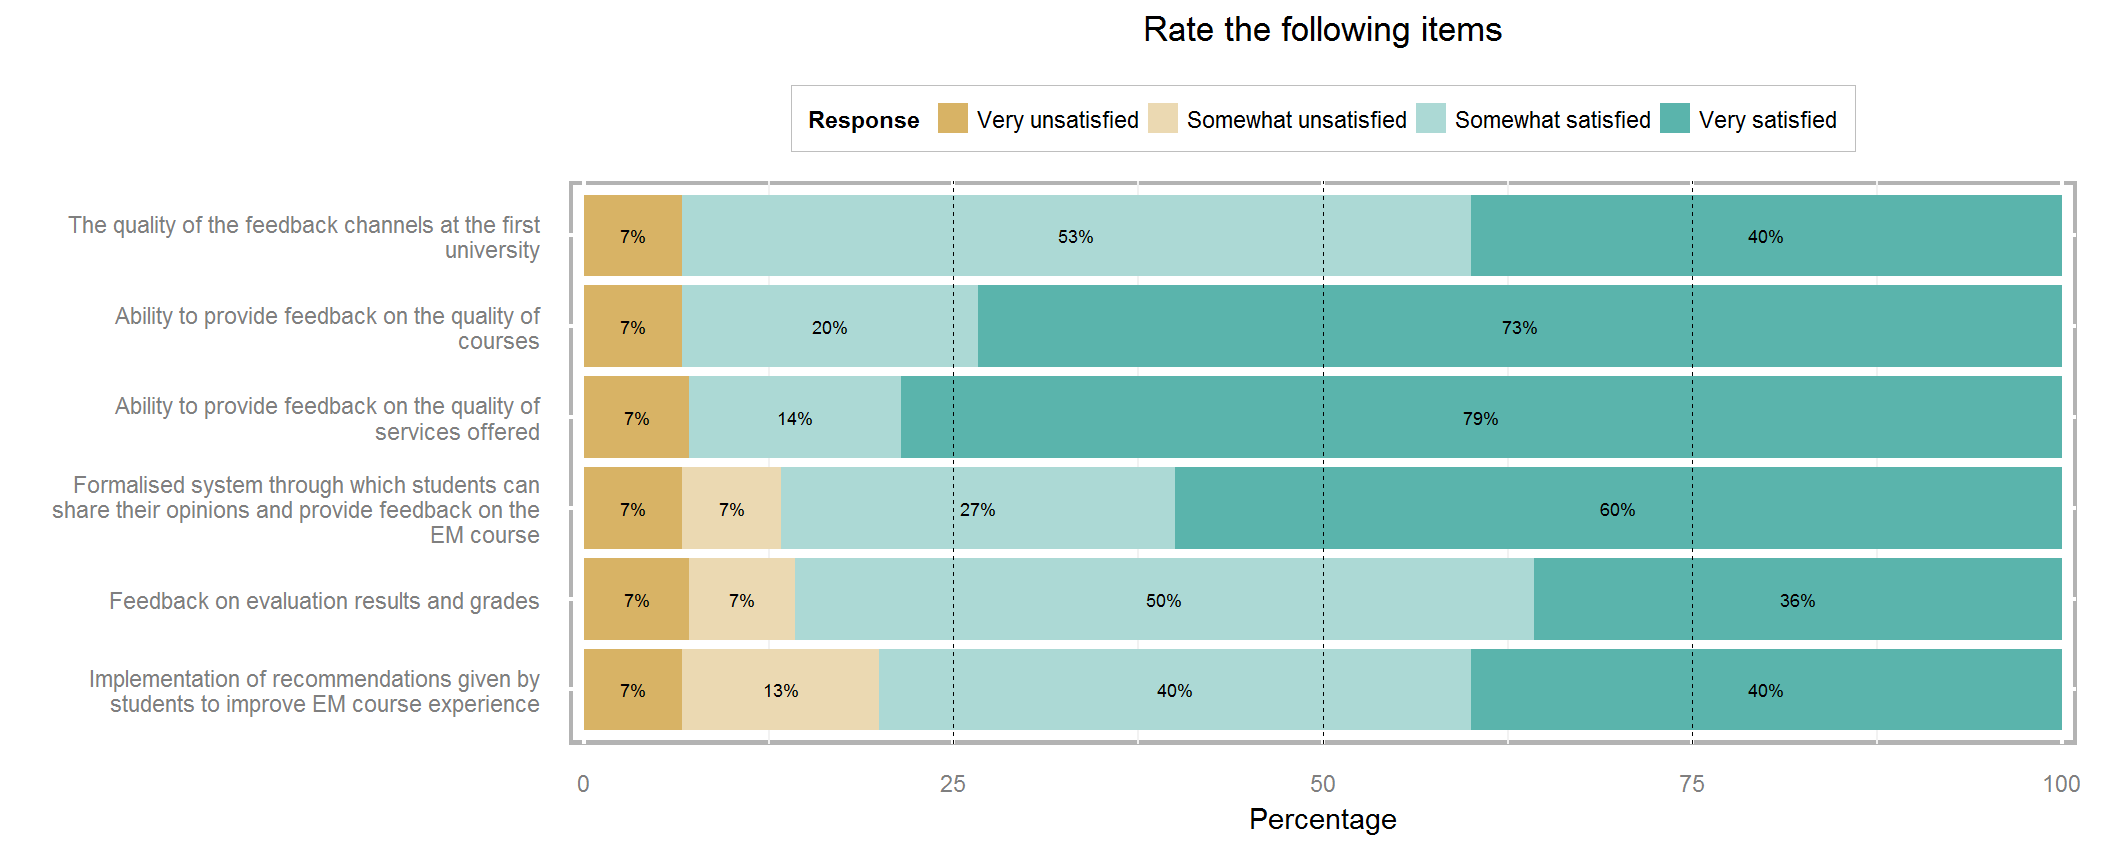 Rate the following items
Response Very unsatisfied Somewhat unsatisfied Somewhat satisfied Very satisfied
The quality of the feedback channels at the first
university
7% 53% 40%
Ability to provide feedback on the quality of
courses
7% 20% 73%
Ability to provide feedback on the quality of
services offered
7% 14% 79%
Formalised system through which students can
share their opinions and provide feedback on the
EM course
7% 7% 27% 60%
Feedback on evaluation results and grades
7% 7% 50% 36%
Implementation of recommendations given by
students to improve EM course experience
7% 13% 40% 40%
0 25 50 75 100
Percentage